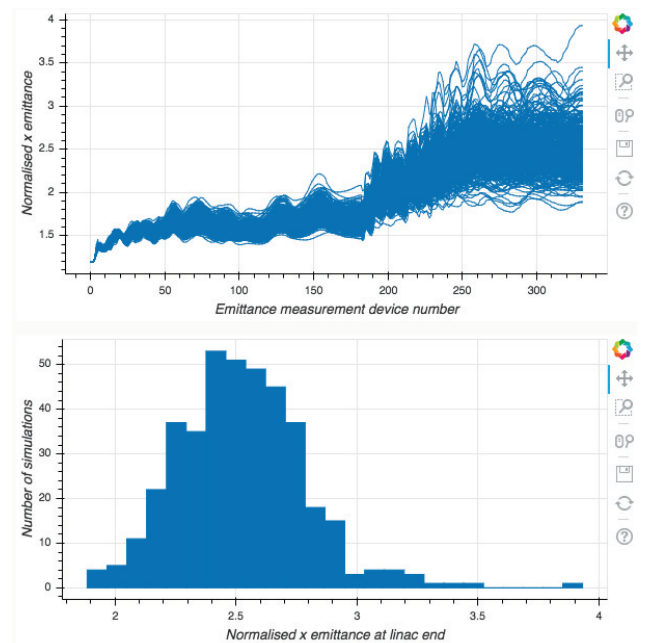 4
3.5
3
2.5
2
1.5
Normalised x emittance
0 50 100 150 200 250 300
Emittance measurement device number
50
40
30
20
10
0
Number of simulations
2 2.5 3 3.5 4
Normalised x emittance at linac end